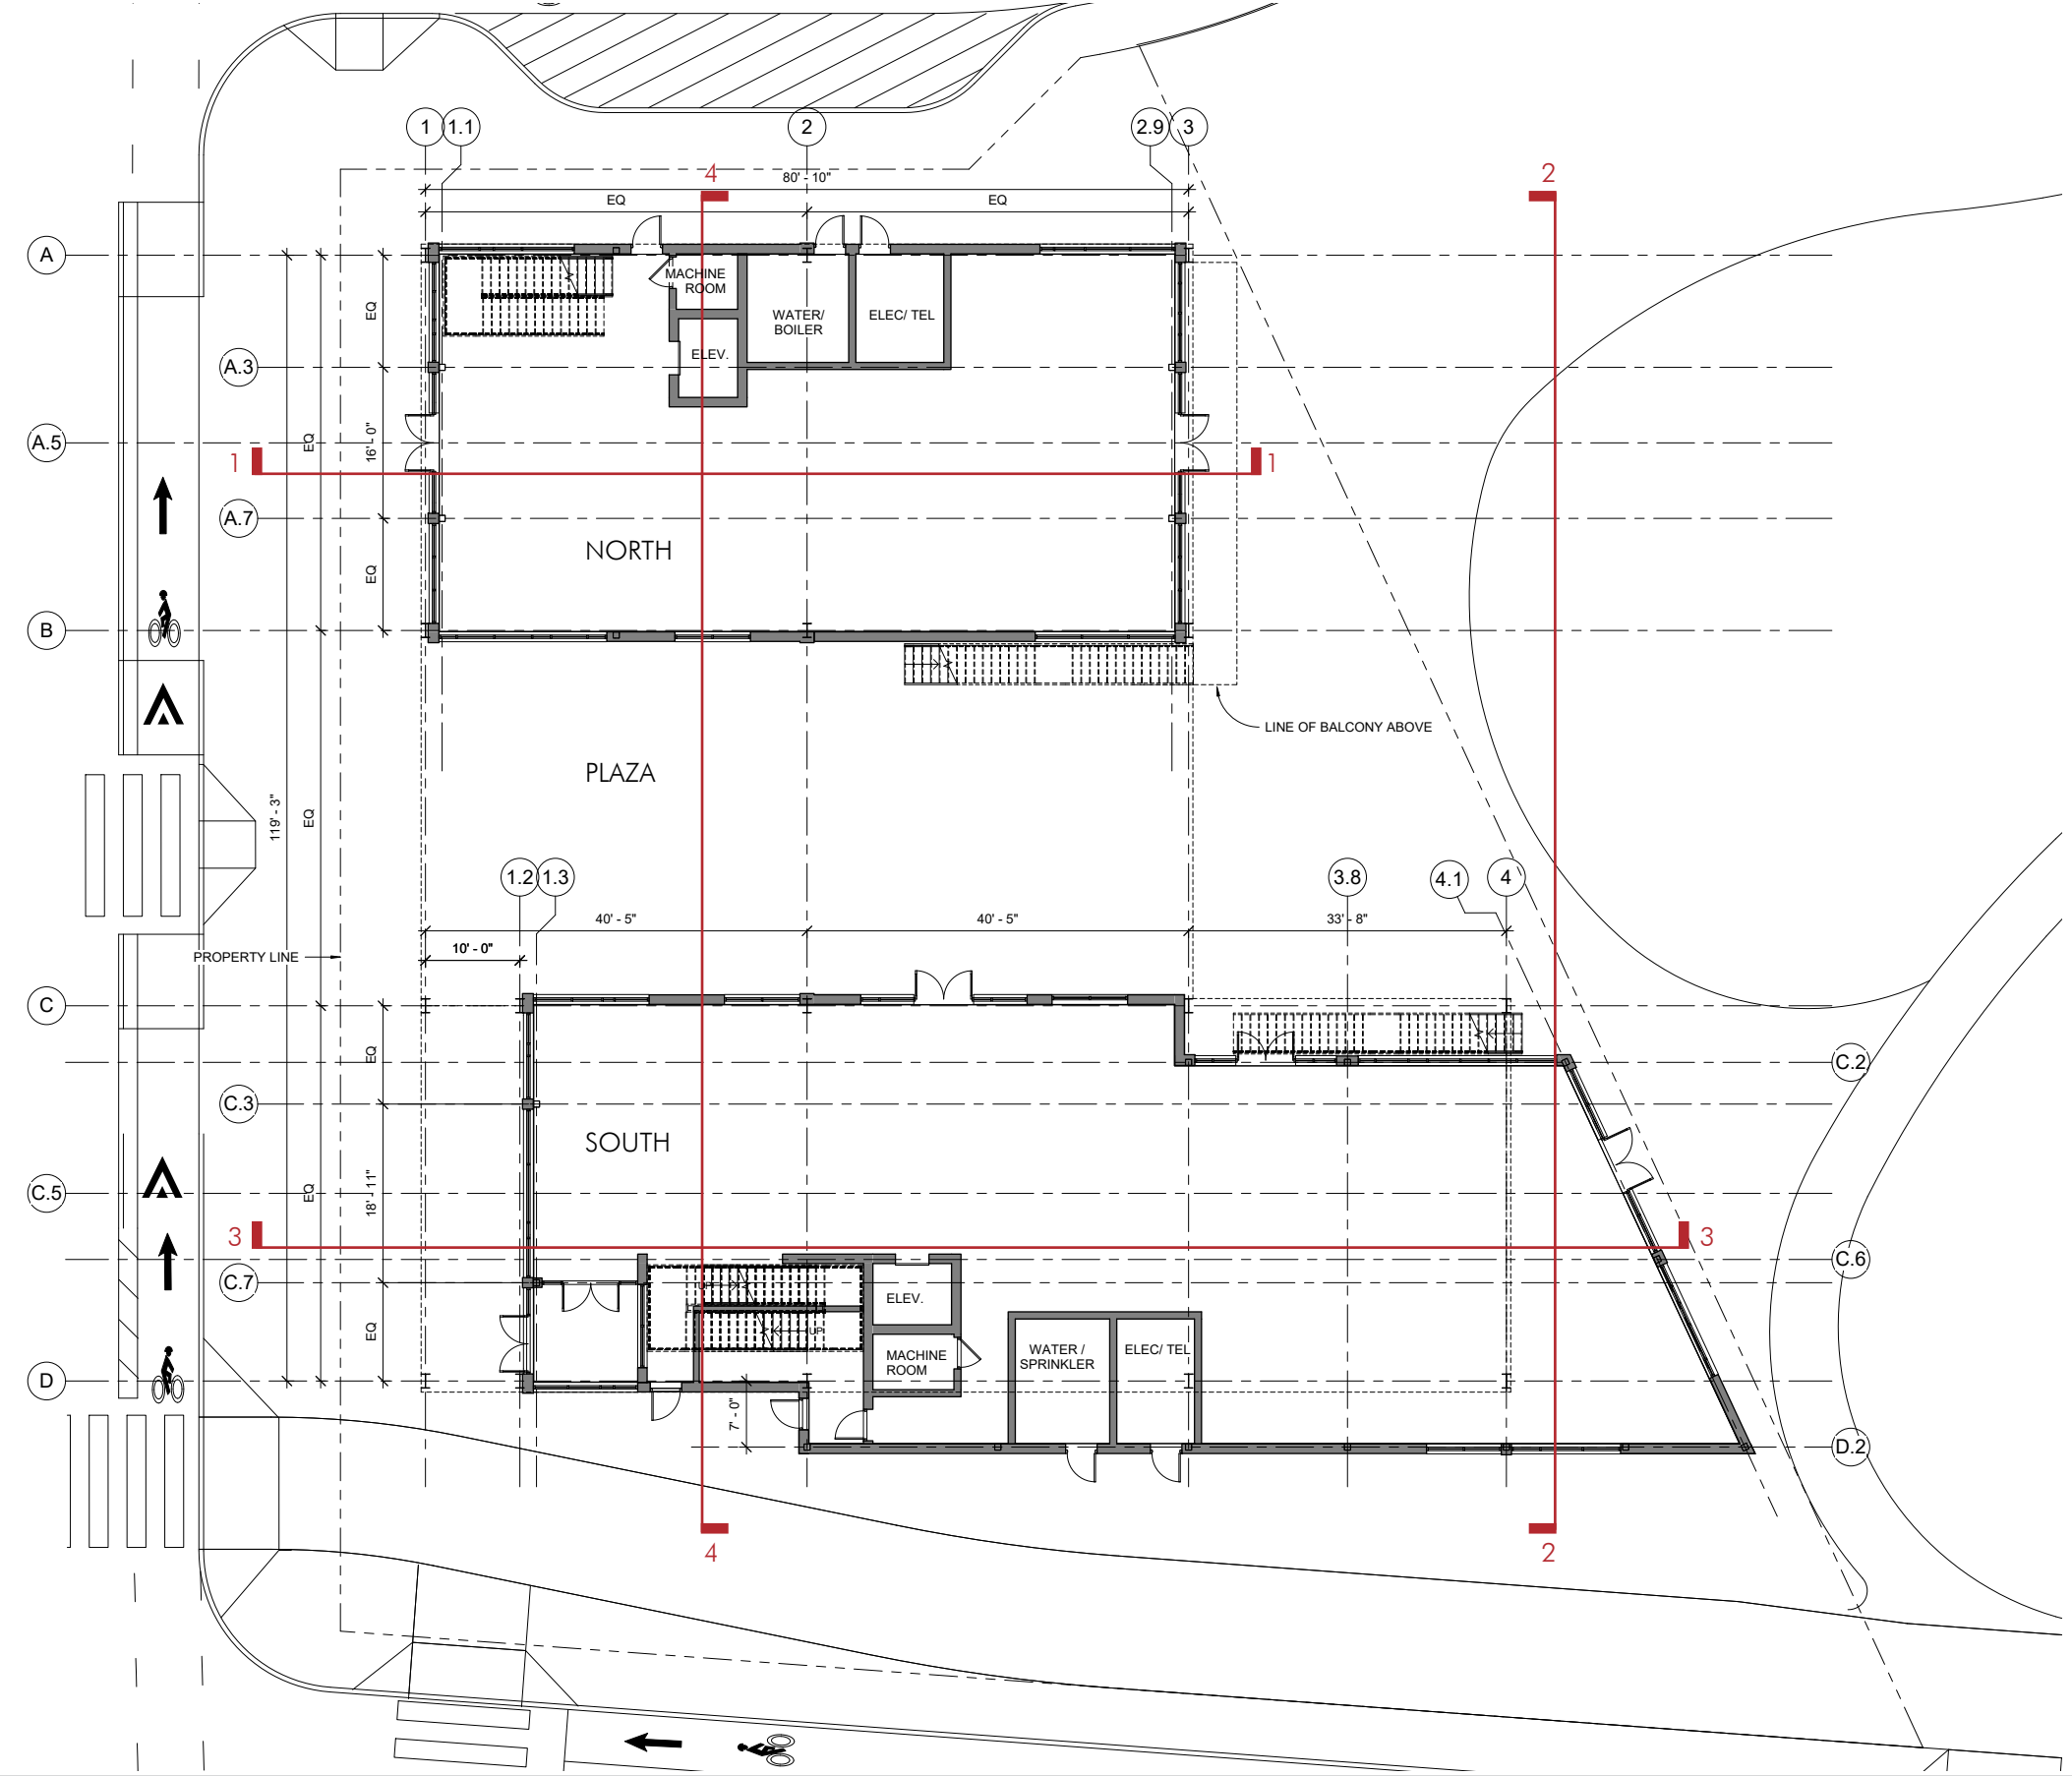 1
1.1
2
2.9
3
4
2
80' - 10"
EQ
EQ
A
MACHINE
ROOM
WATER/
BOILER
ELEC/ TEL
EQ
ELEV.
A.3
A.5
EQ
16' - 0"
1
1
A.7
NORTH
EQ
B
LINE OF BALCONY ABOVE
PLAZA
119' - 3"
EQ
1.2
1.3
3.8
4.1
4
40' - 5"
40' - 5"
33' - 8"
10' - 0"
PROPERTY LINE
C
EQ
C.2
C.3
SOUTH
C.5
EQ
18' - 11"
3
3
C.6
C.7
ELEV.
UP
EQ
MACHINE
ROOM
WATER /
SPRINKLER
ELEC/ TEL
D
7' - 0"
D.2
4
2